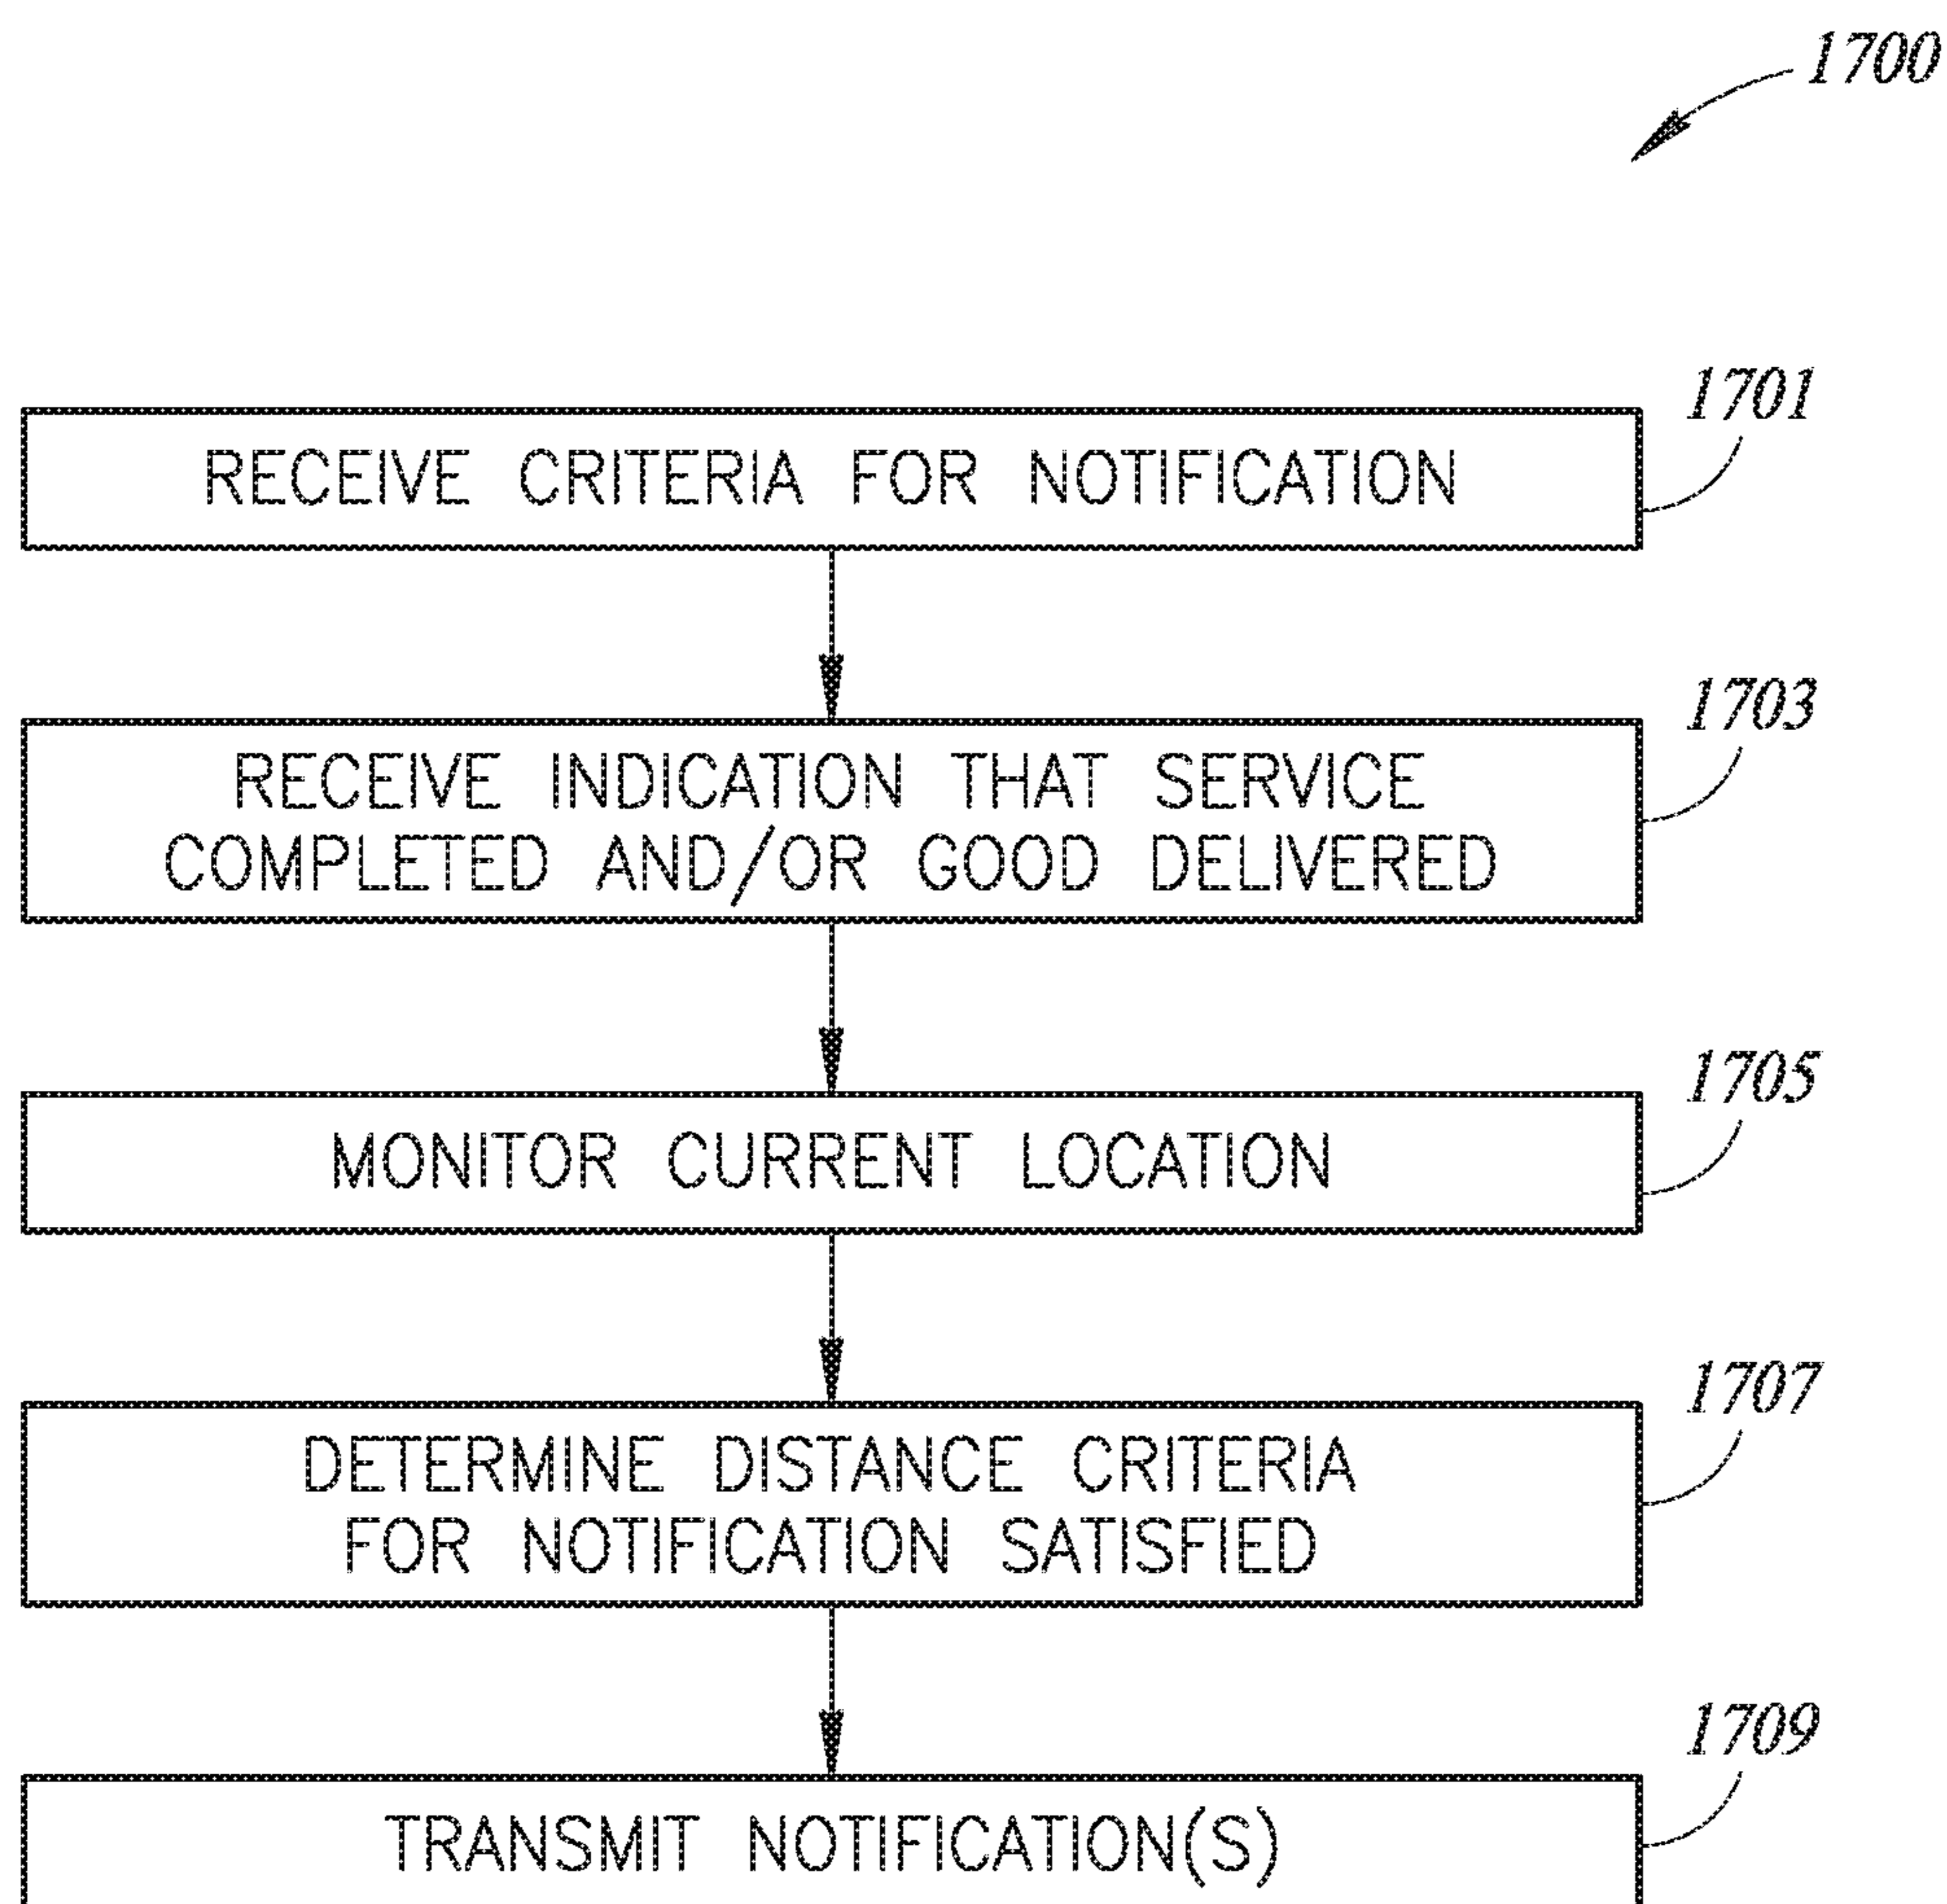 1700
1701
RECEIVE CRITERIA FOR NOTIFICATION
1703
RECEIVE INDICATION THAT SERVICE
COMPLETED AND/OR GOOD DELIVERED
1705
MONITOR CURRENT LOCATION
1707
DETERMINE DISTANCE CRITERIA
FOR NOTIFICATION SATISFIED
1709
TRANSMIT NOTIFICATION(S)